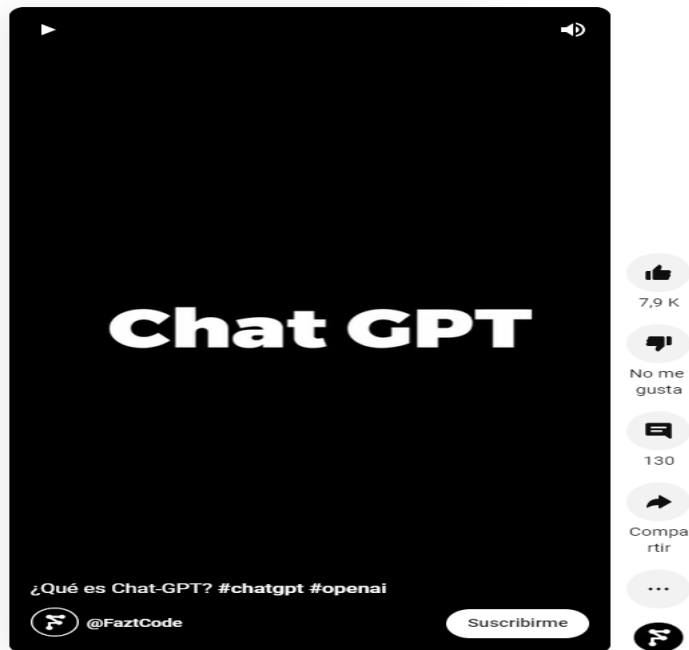 Chat GPT
¿Qué es Chat-GPT? #chatgpt #openai
@FaztCode
Suscribirme
7,9 K
No me
gusta
130
Compa
rtir